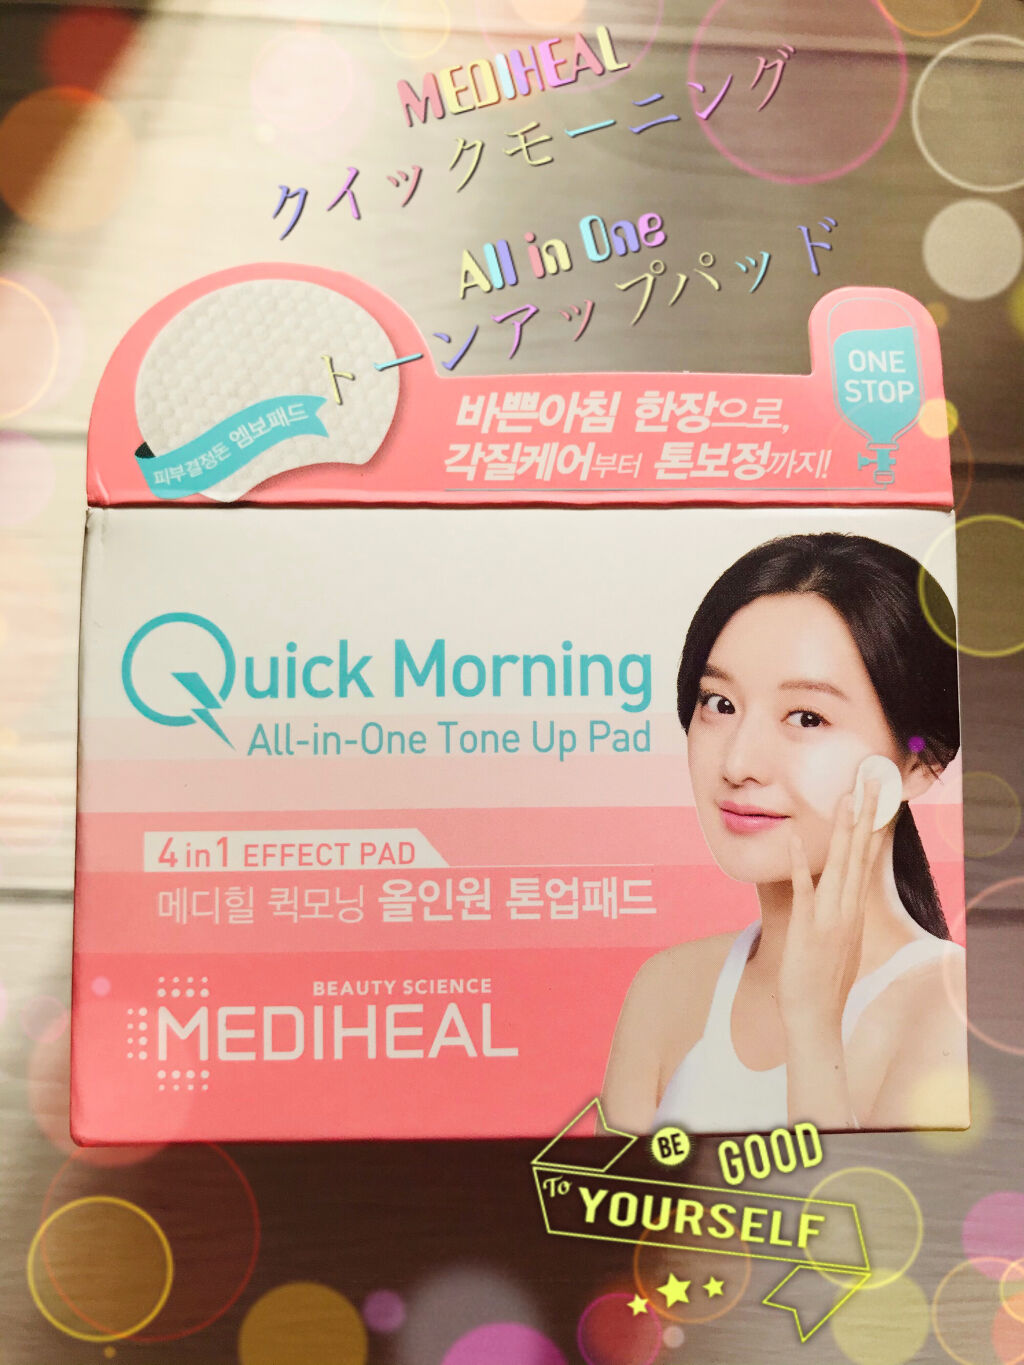 MEDIHEAL
クイックモーニング
All in One
トーンアップパッド
ONE
STOP
피부결정돈 엠보패드
바쁜아침 한장으로,
각질케어부터 톤보정까지!
Quick Morning
All-in-One Tone Up Pad
4 in 1 EFFECT PAD
메디힐 퀵모닝 올인원 톤업패드
BEAUTY SCIENCE
MEDIHEAL
BE GOOD
To YOURSELF